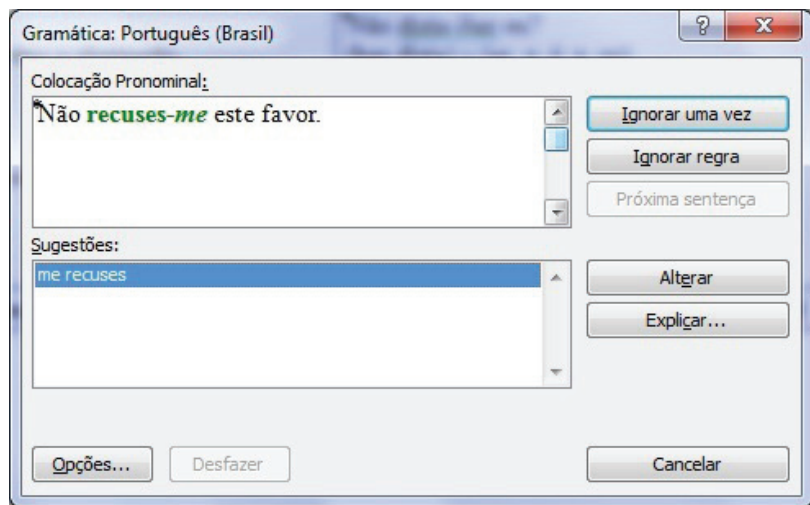 Gramática: Português (Brasil)
Colocação Pronominal:
Não recuses-me este favor.
Ignorar uma vez
Ignorar regra
Próxima sentença
Sugestões:
me recuses
Alterar
Explicar...
Opções...
Desfazer
Cancelar